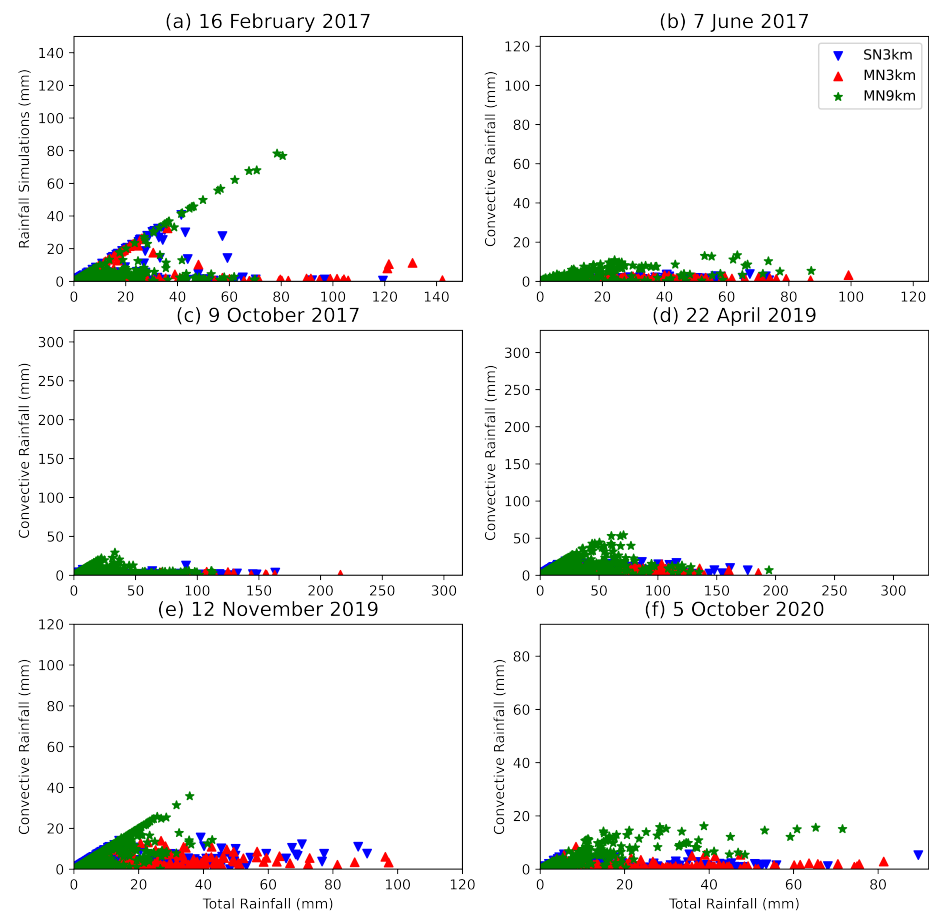 (a) 16 February 2017
Rainfall Simulations (mm)
140
120
100
80
60
40
20
0
0 20 40 60 80 100 120 140
(b) 7 June 2017
Convective Rainfall (mm)
120
100
80
60
40
20
0
0 20 40 60 80 100 120
SN3km
MN3km
MN9km
(c) 9 October 2017
Convective Rainfall (mm)
300
250
200
150
100
50
0
0 50 100 150 200 250 300
(d) 22 April 2019
Convective Rainfall (mm)
300
250
200
150
100
50
0
0 50 100 150 200 250 300
(e) 12 November 2019
Convective Rainfall (mm)
120
100
80
60
40
20
0
0 20 40 60 80 100 120
Total Rainfall (mm)
(f) 5 October 2020
Convective Rainfall (mm)
80
60
40
20
0
0 20 40 60 80
Total Rainfall (mm)